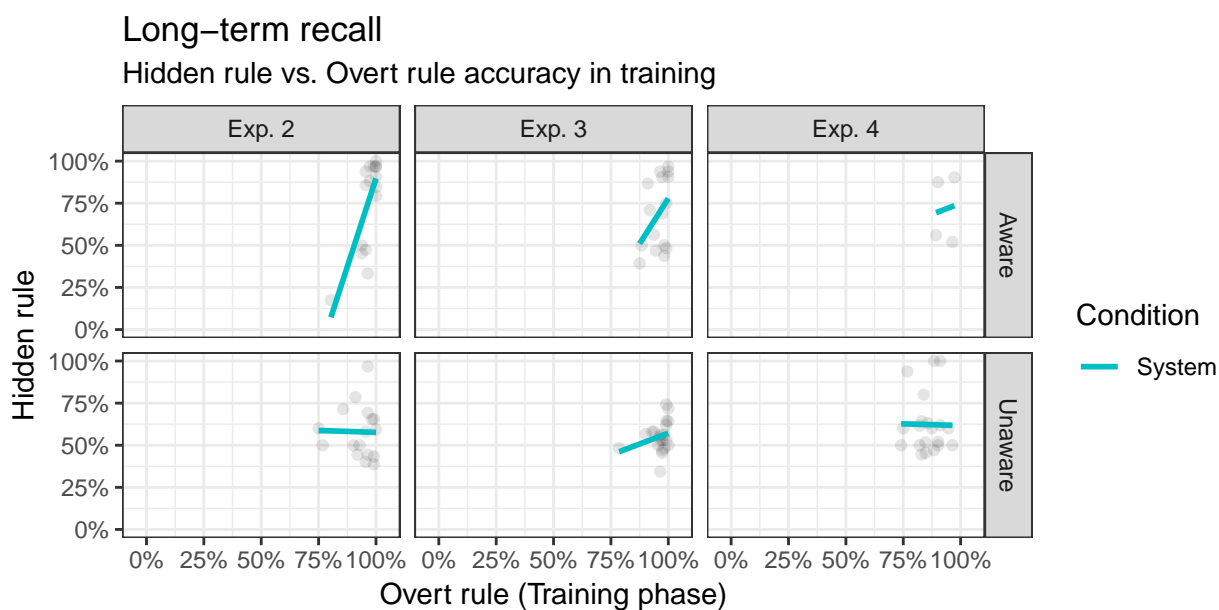 Long−term recall
Hidden rule vs. Overt rule accuracy in training
Exp. 2
Exp. 3
Exp. 4
100%
75%
50%
25%
0%
Aware
100%
75%
50%
25%
0%
Unaware
Hidden rule
0% 25% 50% 75% 100%
0% 25% 50% 75% 100%
0% 25% 50% 75% 100%
Overt rule (Training phase)
Condition
System